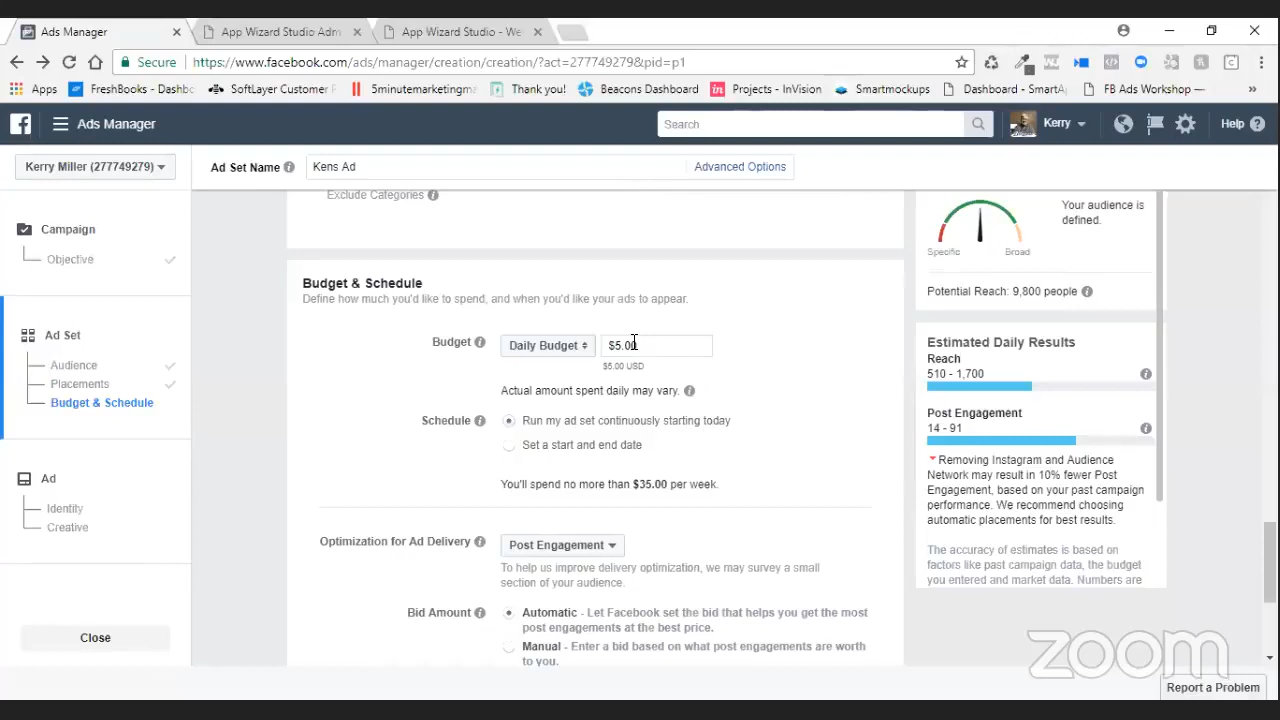 Ads Manager
App Wizard Studio Adm
App Wizard Studio - We
Secure
https://www.facebook.com/ads/manager/creation/creation/?act=277749279&pid=p1
Apps
FreshBooks - Dashbo
SoftLayer Customer P
5minutemarketingma
Thank you!
Beacons Dashboard
Projects - InVision
Smartmockups
Dashboard - SmartA
FB Ads Workshop —
»
Ads Manager
Search
Kerry
Help
Kerry Miller (277749279)
Ad Set Name
Kens Ad
Advanced Options
Campaign
Objective
Ad Set
Audience
Placements
Budget & Schedule
Ad
Identity
Creative
Close
Exclude Categories
Budget & Schedule
Define how much you'd like to spend, and when you'd like your ads to appear.
Budget
Daily Budget
$5.00
$5.00 USD
Actual amount spent daily may vary.
Schedule
Run my ad set continuously starting today
Set a start and end date
You'll spend no more than $35.00 per week.
Optimization for Ad Delivery
Post Engagement
To help us improve delivery optimization, we may survey a small
section of your audience.
Bid Amount
Automatic - Let Facebook set the bid that helps you get the most
post engagements at the best price.
Manual - Enter a bid based on what post engagements are worth
to you.
Specific
Broad
Your audience is
defined.
Potential Reach: 9,800 people
Estimated Daily Results
Reach
510 - 1,700
Post Engagement
14 - 91
* Removing Instagram and Audience
Network may result in 10% fewer Post
Engagement, based on your past campaign
performance. We recommend choosing
automatic placements for best results.
The accuracy of estimates is based on
factors like past campaign data, the budget
you entered and market data. Numbers are
zoom
Report a Problem